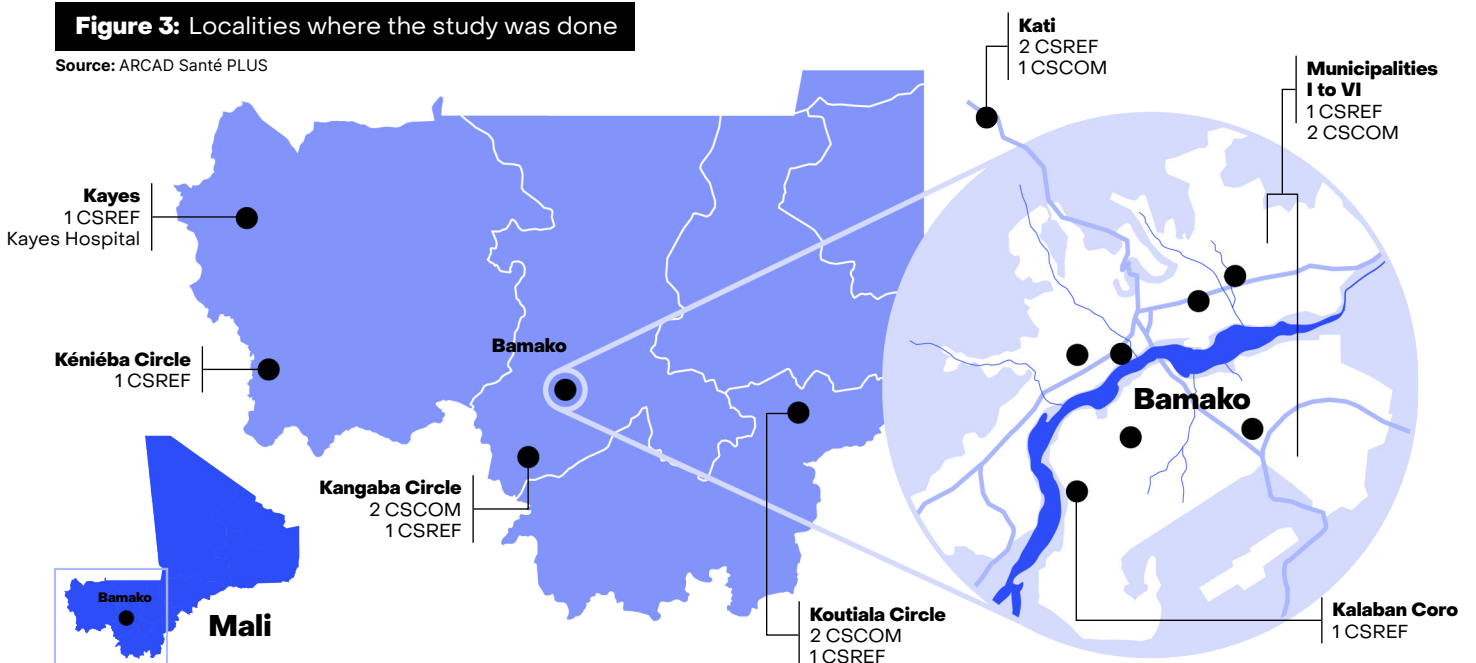 Figure 3: Localities where the study was done
Source: ARCAD Santé PLUS
Kati
2 CSREF
1 CSCOM
Municipalities
I to VI
1 CSREF
2 CSCOM
Kayes
1 CSREF
Kayes Hospital
Kéniéba Circle
1 CSREF
Bamako
Bamako
Kangaba Circle
2 CSCOM
1 CSREF
Koutiala Circle
2 CSCOM
1 CSREF
Kalaban Coro
1 CSREF
Bamako
Mali